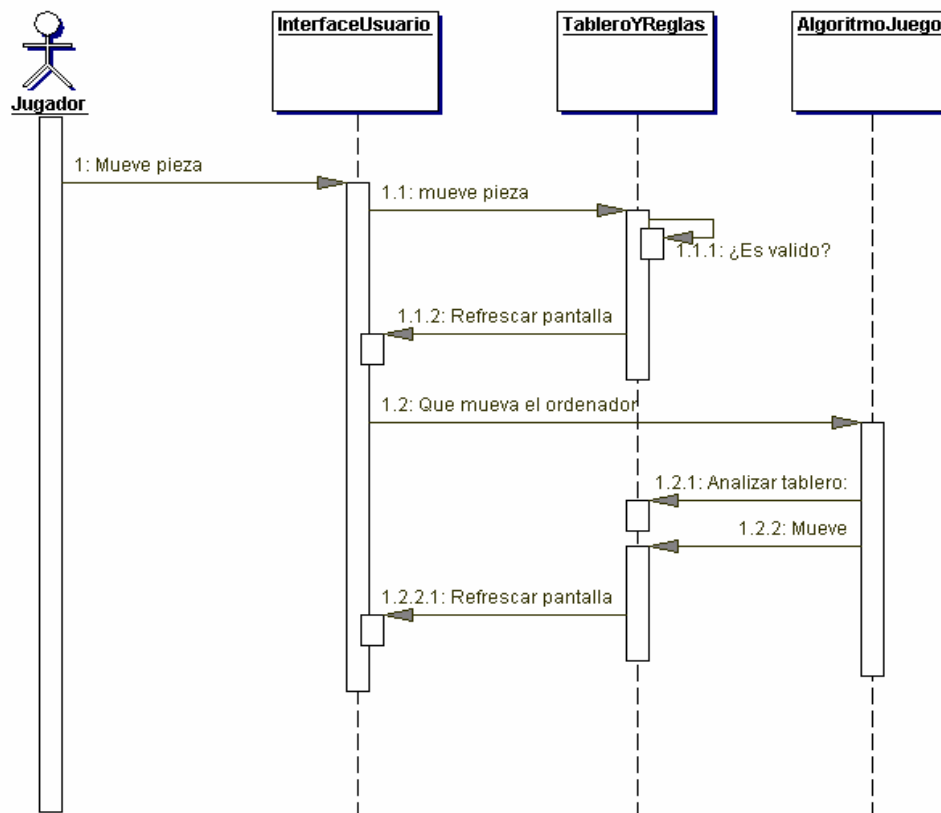 InterfaceUsuario
TableroYReglas
AlgoritmoJuego
Jugador
1: Mueve pieza
1.1: mueve pieza
1.1.1: ¿Es valido?
1.1.2: Refrescar pantalla
1.2: Que mueva el ordenador
1.2.1: Analizar tablero:
1.2.2: Mueve
1.2.2.1: Refrescar pantalla